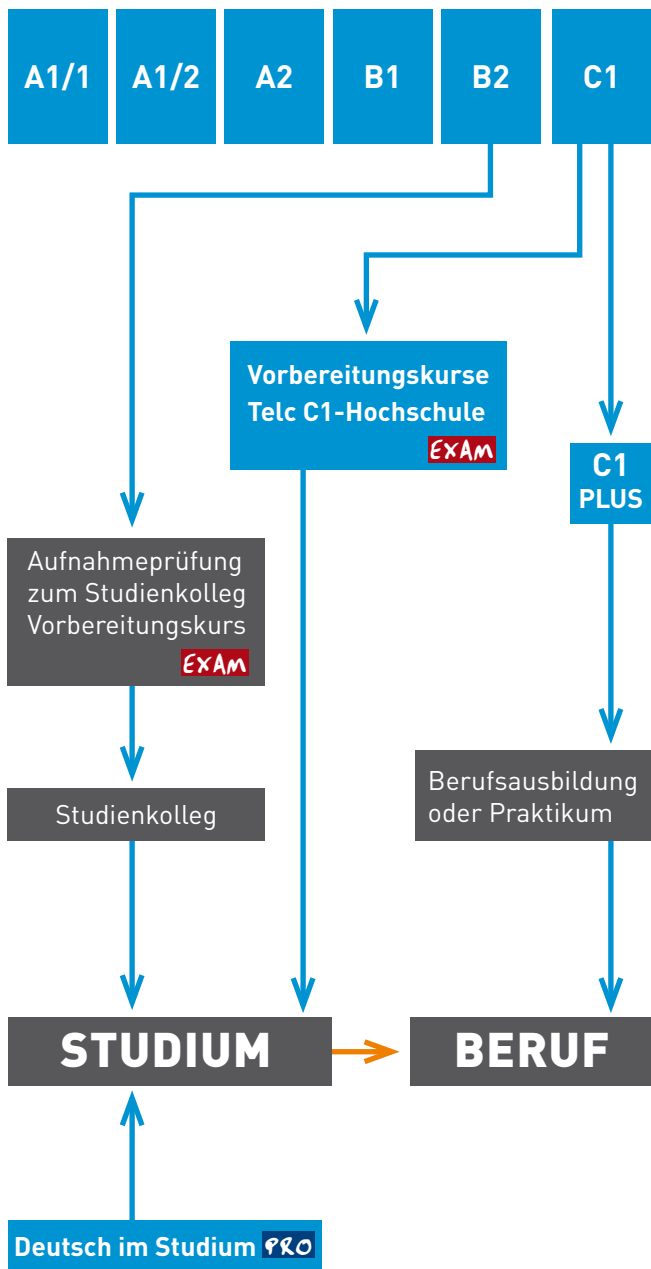 A1/1 A1/2 A2 B1 B2 C1
Vorbereitungskurse
Telc C1-Hochschule
EXAM
C1
PLUS
Aufnahmeprüfung
zum Studienkolleg
Vorbereitungskurs
EXAM
Studienkolleg
Berufsausbildung
oder Praktikum
STUDIUM
BERUF
Deutsch im Studium PRO